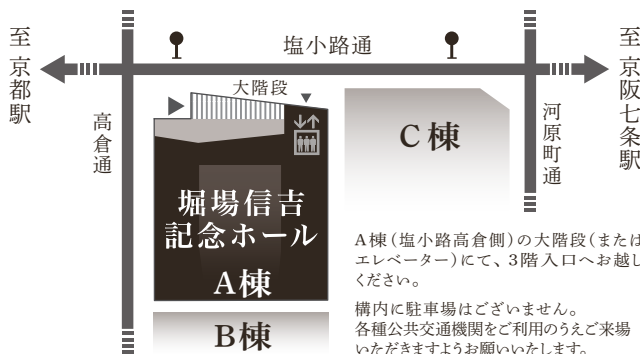 至 京都駅
塩小路通
至 京阪七条駅
大階段
高倉通
河原町通
C棟
堀場信吉
記念ホール
A棟
B棟
A棟(塩小路高倉側)の大階段(または
エレベーター)にて、3階入口へお越し
ください。
構内に駐車場はございません。
各種公共交通機関をご利用のうえご来場
いただきますようお願いいたします。